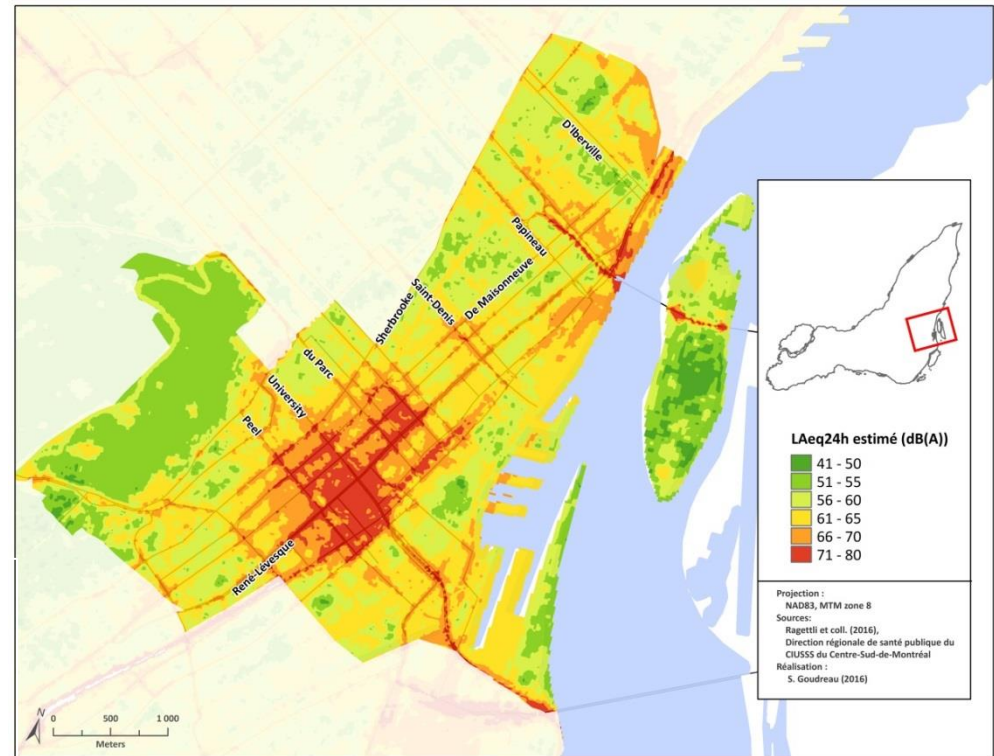 D'Iberville
Papineau
De Maisonneuve
Saint-Denis
Sherbrooke
du Parc
University
Peel
René-Lévesque
N
0 500 1 000
Meters
LAeq24h estimé (dB(A))
41 - 50
51 - 55
56 - 60
61 - 65
66 - 70
71 - 80
Projection :
NAD83, MTM zone 8
Sources:
Ragettli et coll. (2016),
Direction régionale de santé publique du
CIUSSS du Centre-Sud-de-Montréal
Réalisation :
S. Goudreau (2016)